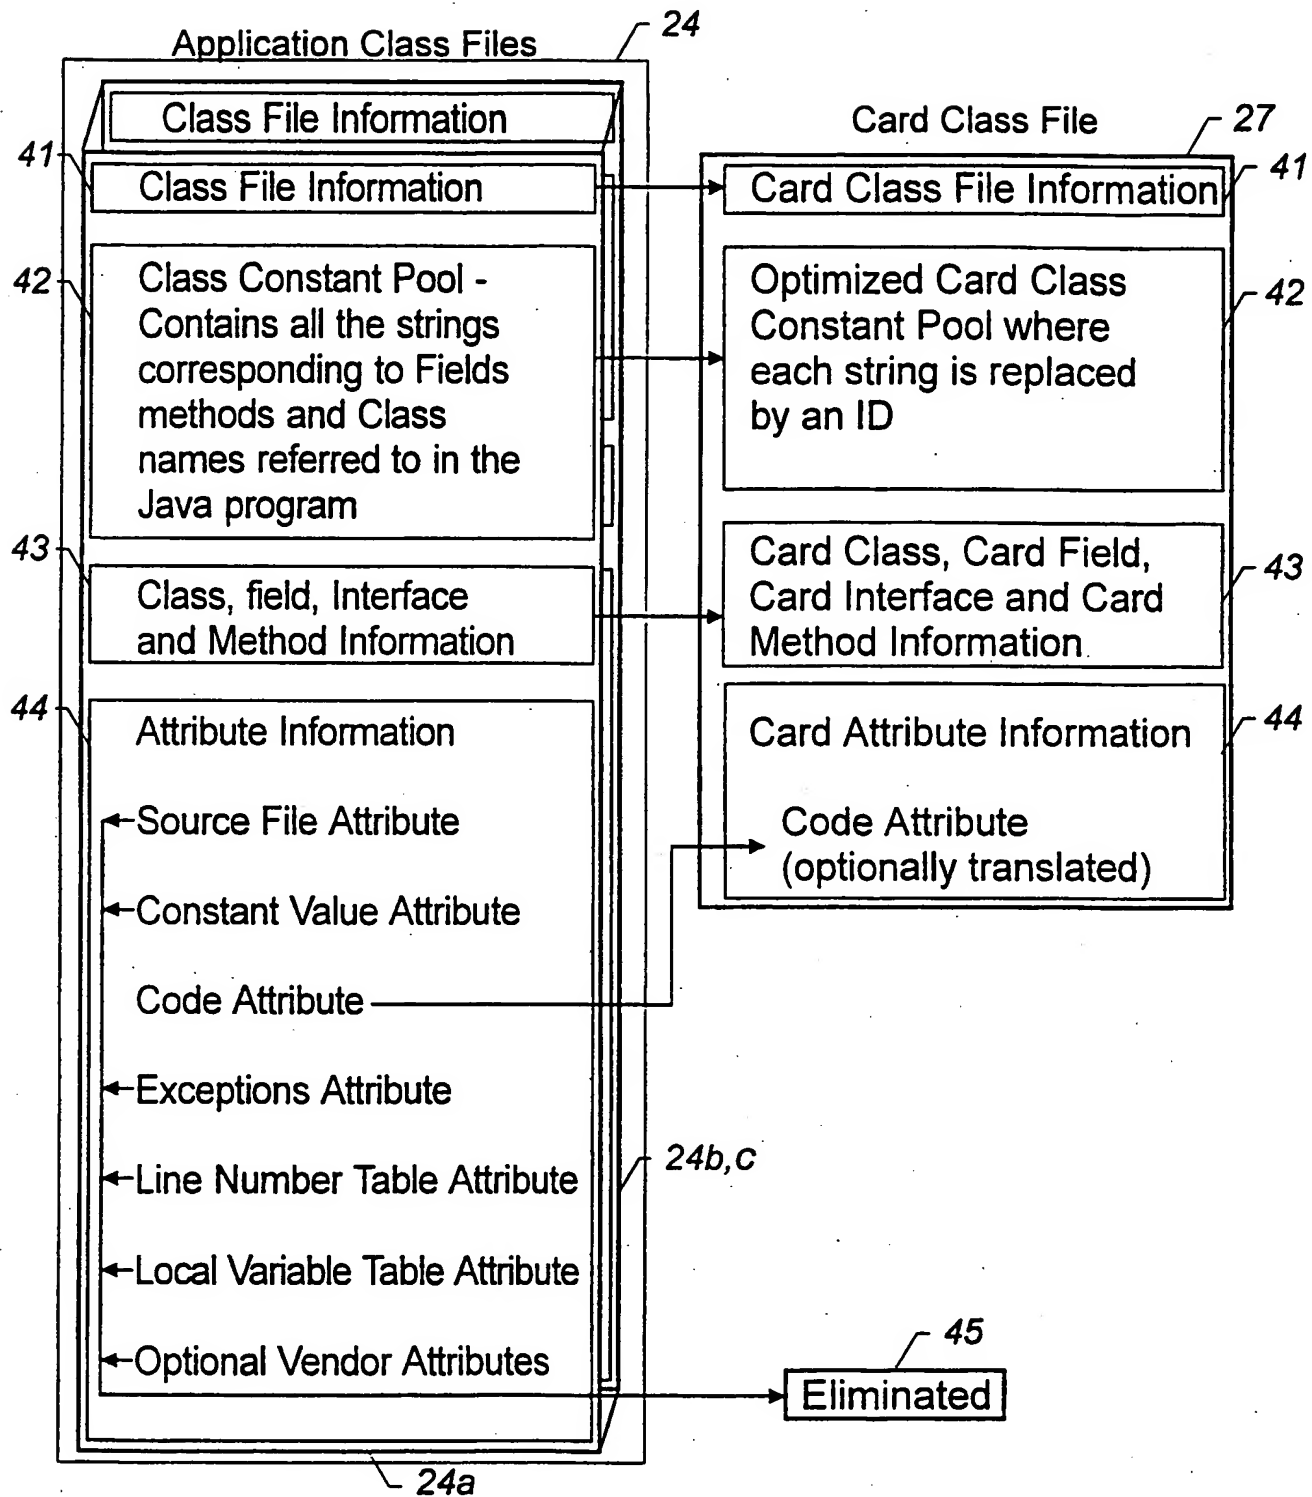 24
Application Class Files
Class File Information
41
Class File Information
42
Class Constant Pool -
Contains all the strings
corresponding to Fields
methods and Class
names referred to in the
Java program
43
Class, field, Interface
and Method Information
44
Attribute Information
Source File Attribute
Constant Value Attribute
Code Attribute
Exceptions Attribute
Line Number Table Attribute
Local Variable Table Attribute
Optional Vendor Attributes
24b,c
24a
Card Class File
27
Card Class File Information
41
Optimized Card Class
Constant Pool where
each string is replaced
by an ID
42
Card Class, Card Field,
Card Interface and Card
Method Information
43
Card Attribute Information
44
Code Attribute
(optionally translated)
45
Eliminated